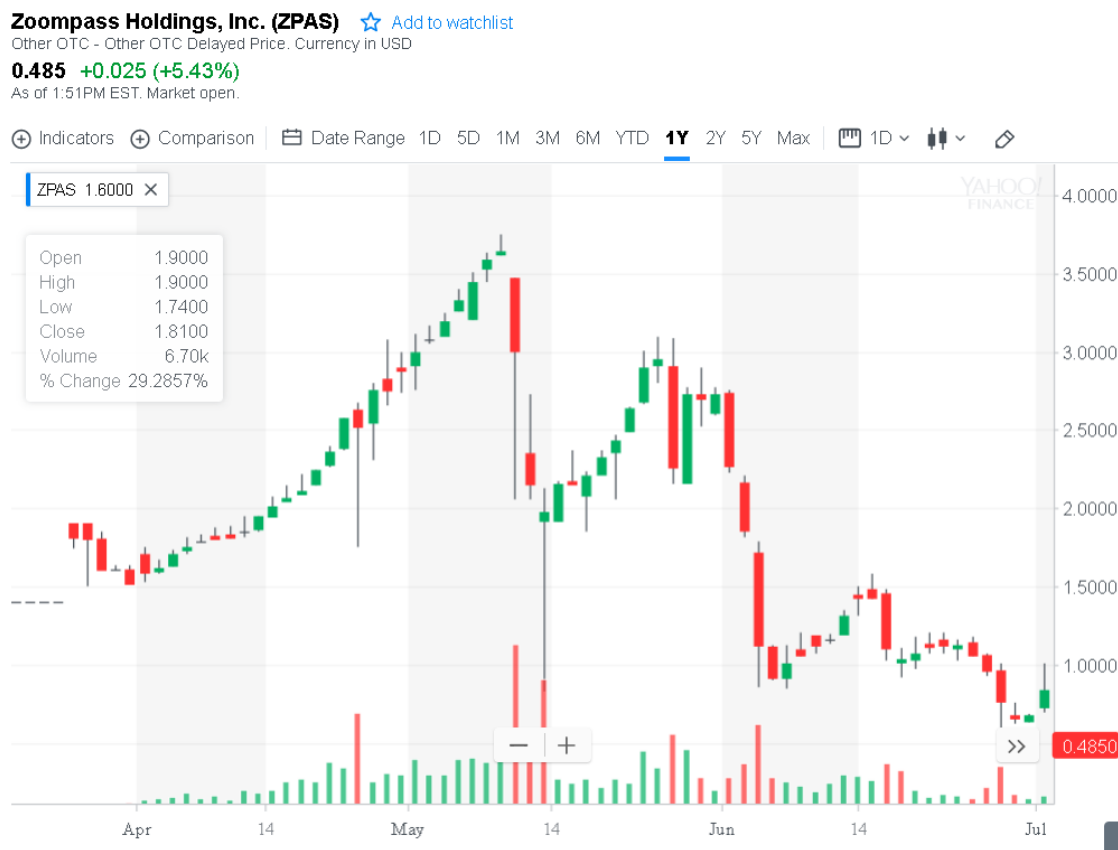 Zoompass Holdings, Inc. (ZPAS) Add to watchlist
Other OTC - Other OTC Delayed Price. Currency in USD
0.485 +0.025 (+5.43%)
As of 1:51PM EST. Market open.
Indicators Comparison Date Range 1D 5D 1M 3M 6M YTD 1Y 2Y 5Y Max 1D
ZPAS 1.6000
YAHOO!
FINANCE
4.0000
Open 1.9000
High 1.9000
Low 1.7400
Close 1.8100
Volume 6.70k
% Change 29.2857%
3.5000
3.0000
2.5000
2.0000
1.5000
1.0000
0.4850
Apr 14 May 14 Jun 14 Jul